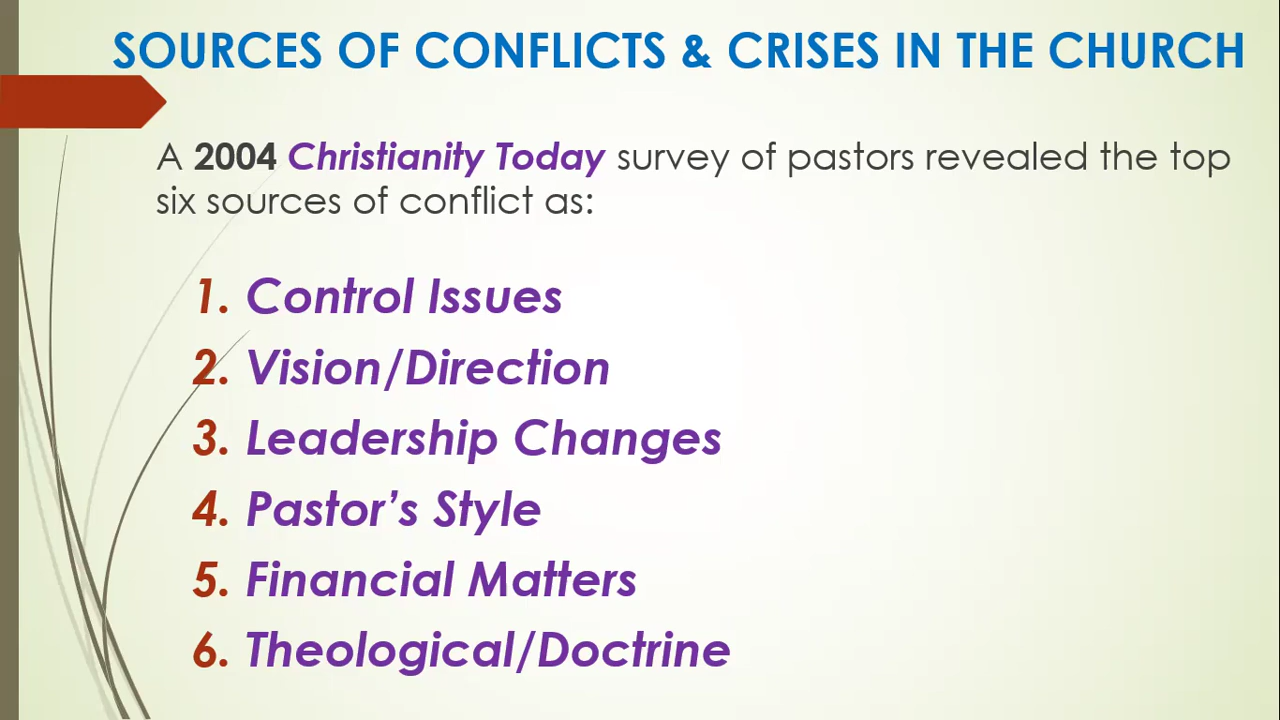 SOURCES OF CONFLICTS & CRISES IN THE CHURCH
A 2004 Christianity Today survey of pastors revealed the top
six sources of conflict as:
1. Control Issues
2. Vision/Direction
3. Leadership Changes
4. Pastor’s Style
5. Financial Matters
6. Theological/Doctrine